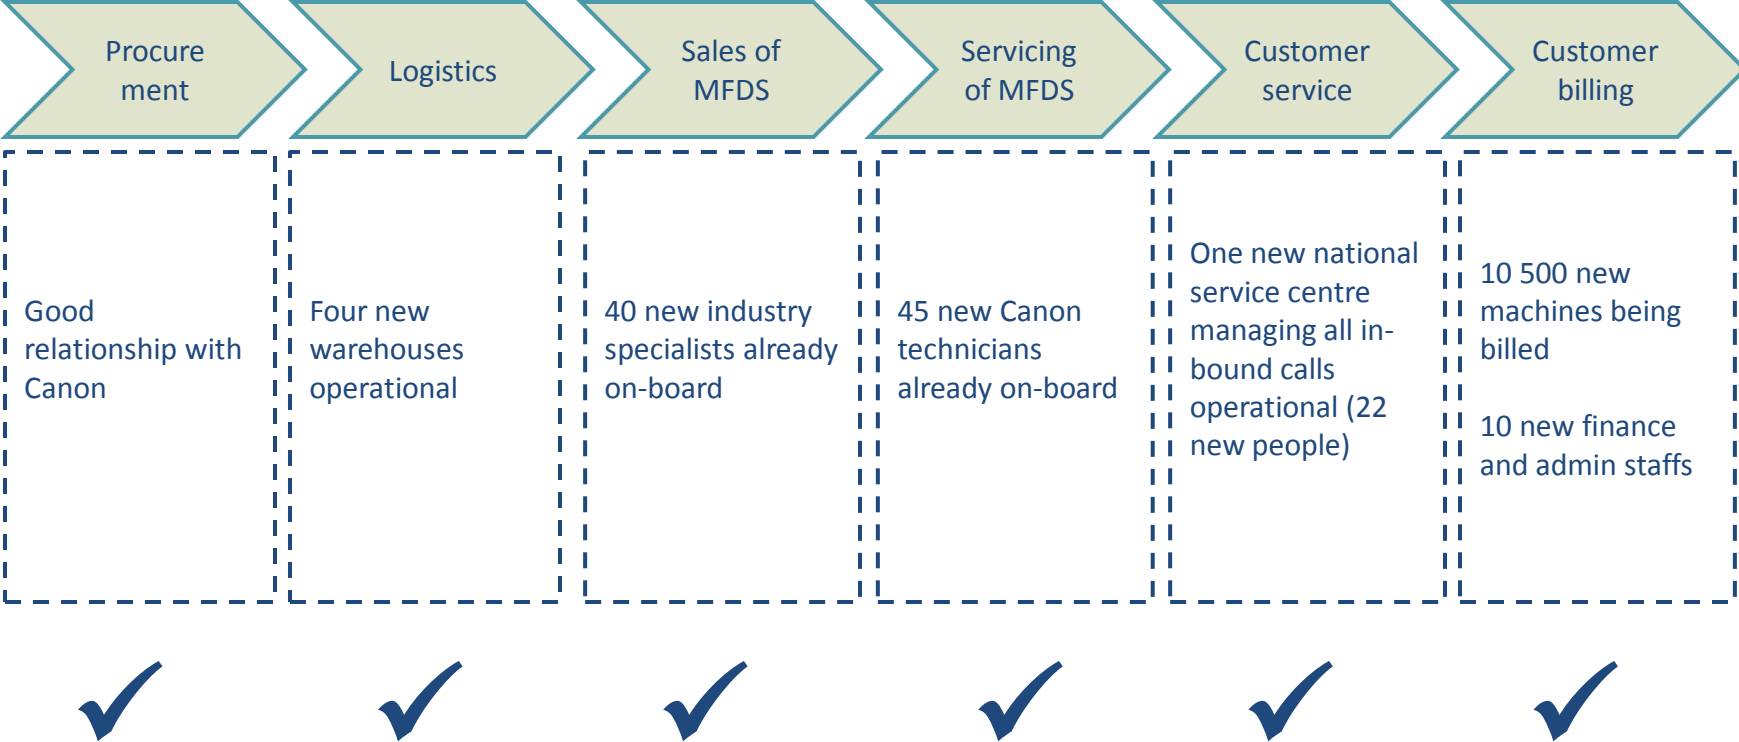 Procure
ment
Logistics
Sales of
MFDS
Servicing
of MFDS
Customer
service
Customer
billing
Good
relationship with
Canon
Four new
warehouses
operational
40 new industry
specialists already
on-board
45 new Canon
technicians
already on-board
One new national
service centre
managing all in-
bound calls
operational (22
new people)
10 500 new
machines being
billed
10 new finance
and admin staffs